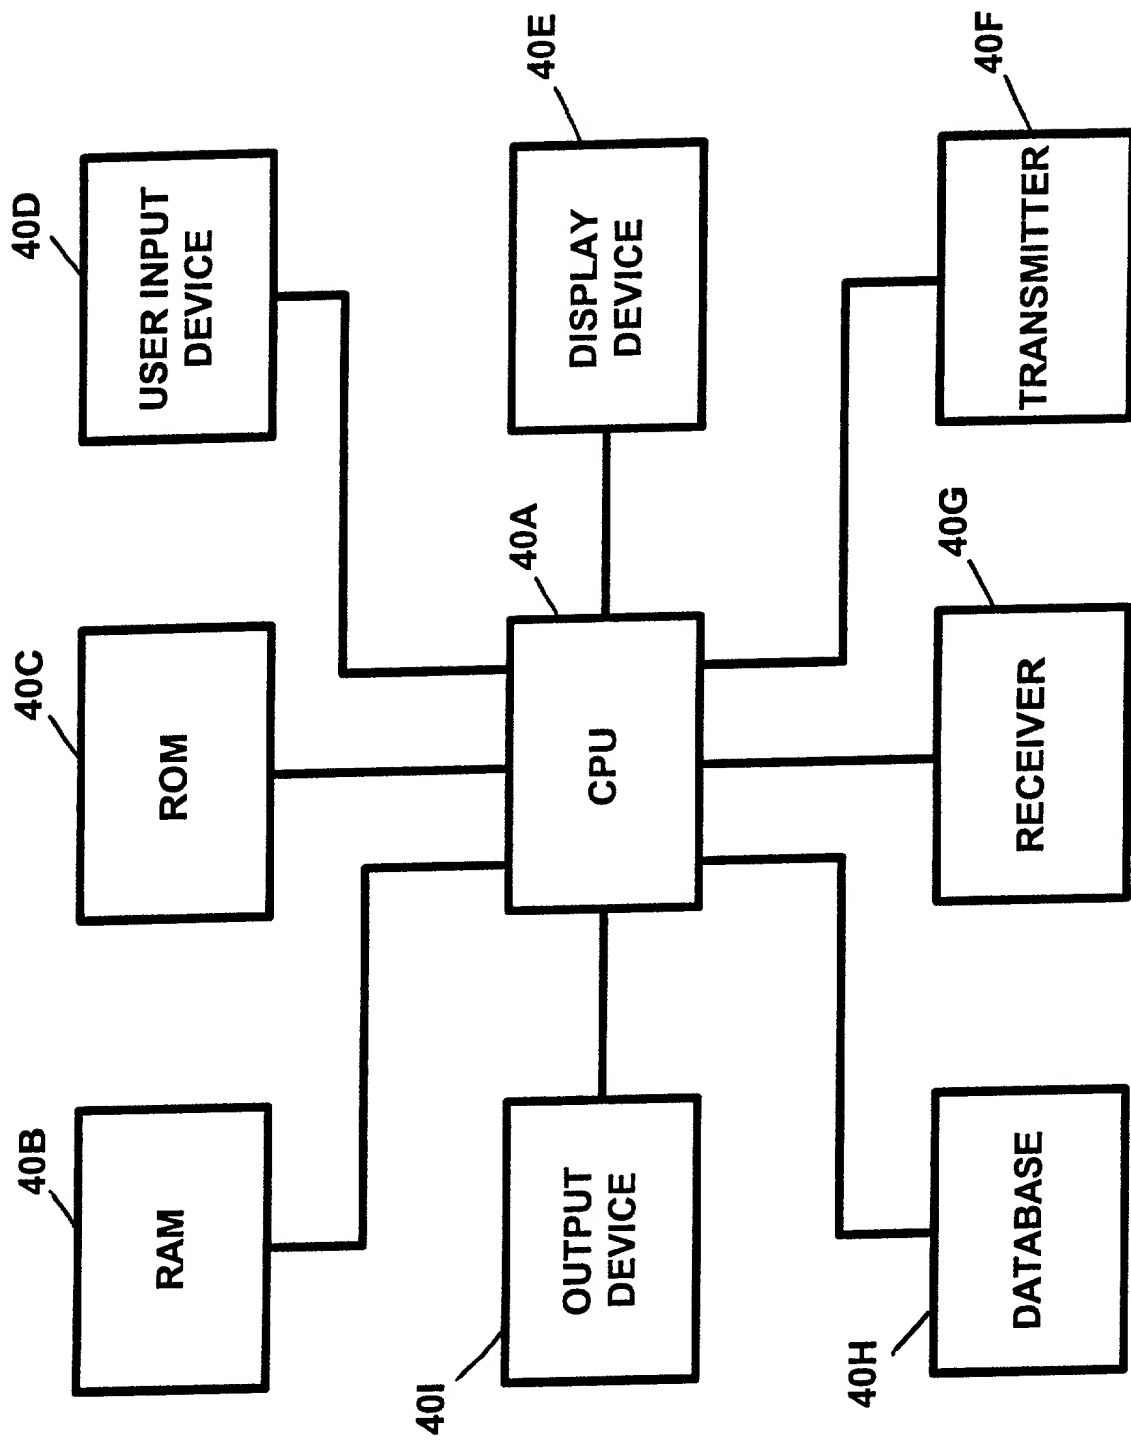 40B
RAM
40C
ROM
40D
USER INPUT
DEVICE
40I
OUTPUT
DEVICE
40A
CPU
40E
DISPLAY
DEVICE
40H
DATABASE
40G
RECEIVER
40F
TRANSMITTER